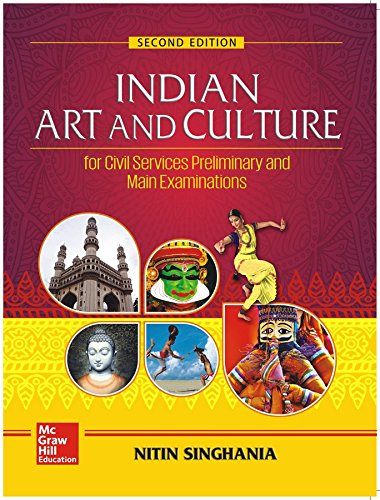 SECOND EDITION
INDIAN
ART AND CULTURE
for Civil Services Preliminary and
Main Examinations
Mc
Graw
Hill
Education
NITIN SINGHANIA